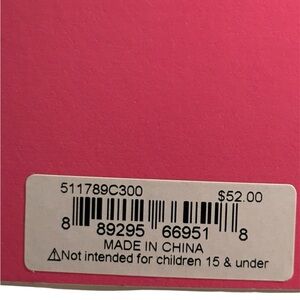 511789C300 $52.00
8 89295 66951 8
MADE IN CHINA
⚠Not intended for children 15 & under